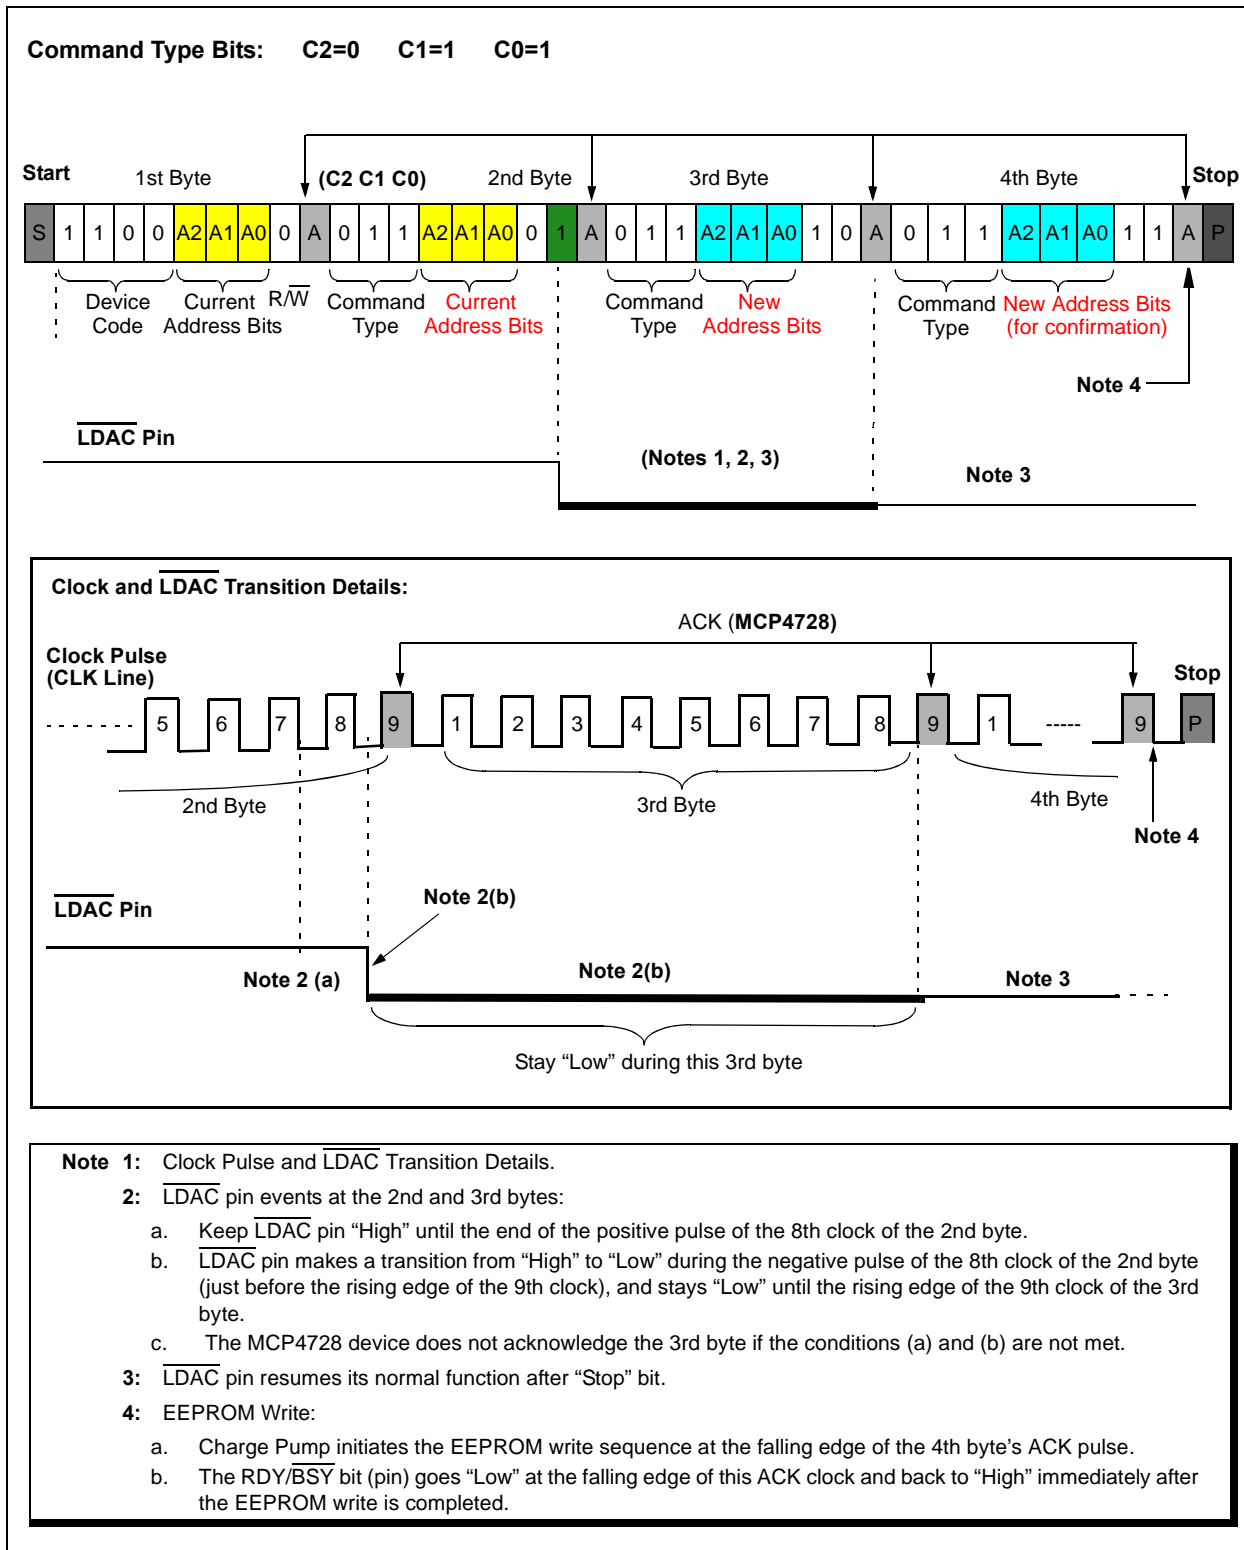 Command Type Bits: C2=0 C1=1 C0=1
Start 1st Byte (C2 C1 C0) 2nd Byte 3rd Byte 4th Byte Stop
S 1 1 0 0 A2 A1 A0 0 A 0 1 1 A2 A1 A0 0 1 A 0 1 1 A2 A1 A0 1 0 A 0 1 1 A2 A1 A0 1 1 A P
Device Code
Current Address Bits
R/W
Command Type
Current Address Bits
Command Type
New Address Bits
Command Type
New Address Bits (for confirmation)
Note 4
LDAC Pin
(Notes 1, 2, 3)
Note 3
Clock and LDAC Transition Details:
ACK (MCP4728)
Clock Pulse
(CLK Line)
Stop
5 6 7 8 9 1 2 3 4 5 6 7 8 9 1 ----- 9 P
2nd Byte 3rd Byte 4th Byte
Note 4
Note 2(b)
LDAC Pin
Note 2 (a) Note 2(b) Note 3
Stay “Low” during this 3rd byte
Note 1: Clock Pulse and LDAC Transition Details.
2: LDAC pin events at the 2nd and 3rd bytes:
a. Keep LDAC pin “High” until the end of the positive pulse of the 8th clock of the 2nd byte.
b. LDAC pin makes a transition from “High” to “Low” during the negative pulse of the 8th clock of the 2nd byte
(just before the rising edge of the 9th clock), and stays “Low” until the rising edge of the 9th clock of the 3rd
byte.
c. The MCP4728 device does not acknowledge the 3rd byte if the conditions (a) and (b) are not met.
3: LDAC pin resumes its normal function after “Stop” bit.
4: EEPROM Write:
a. Charge Pump initiates the EEPROM write sequence at the falling edge of the 4th byte’s ACK pulse.
b. The RDY/BSY bit (pin) goes “Low” at the falling edge of this ACK clock and back to “High” immediately after
the EEPROM write is completed.